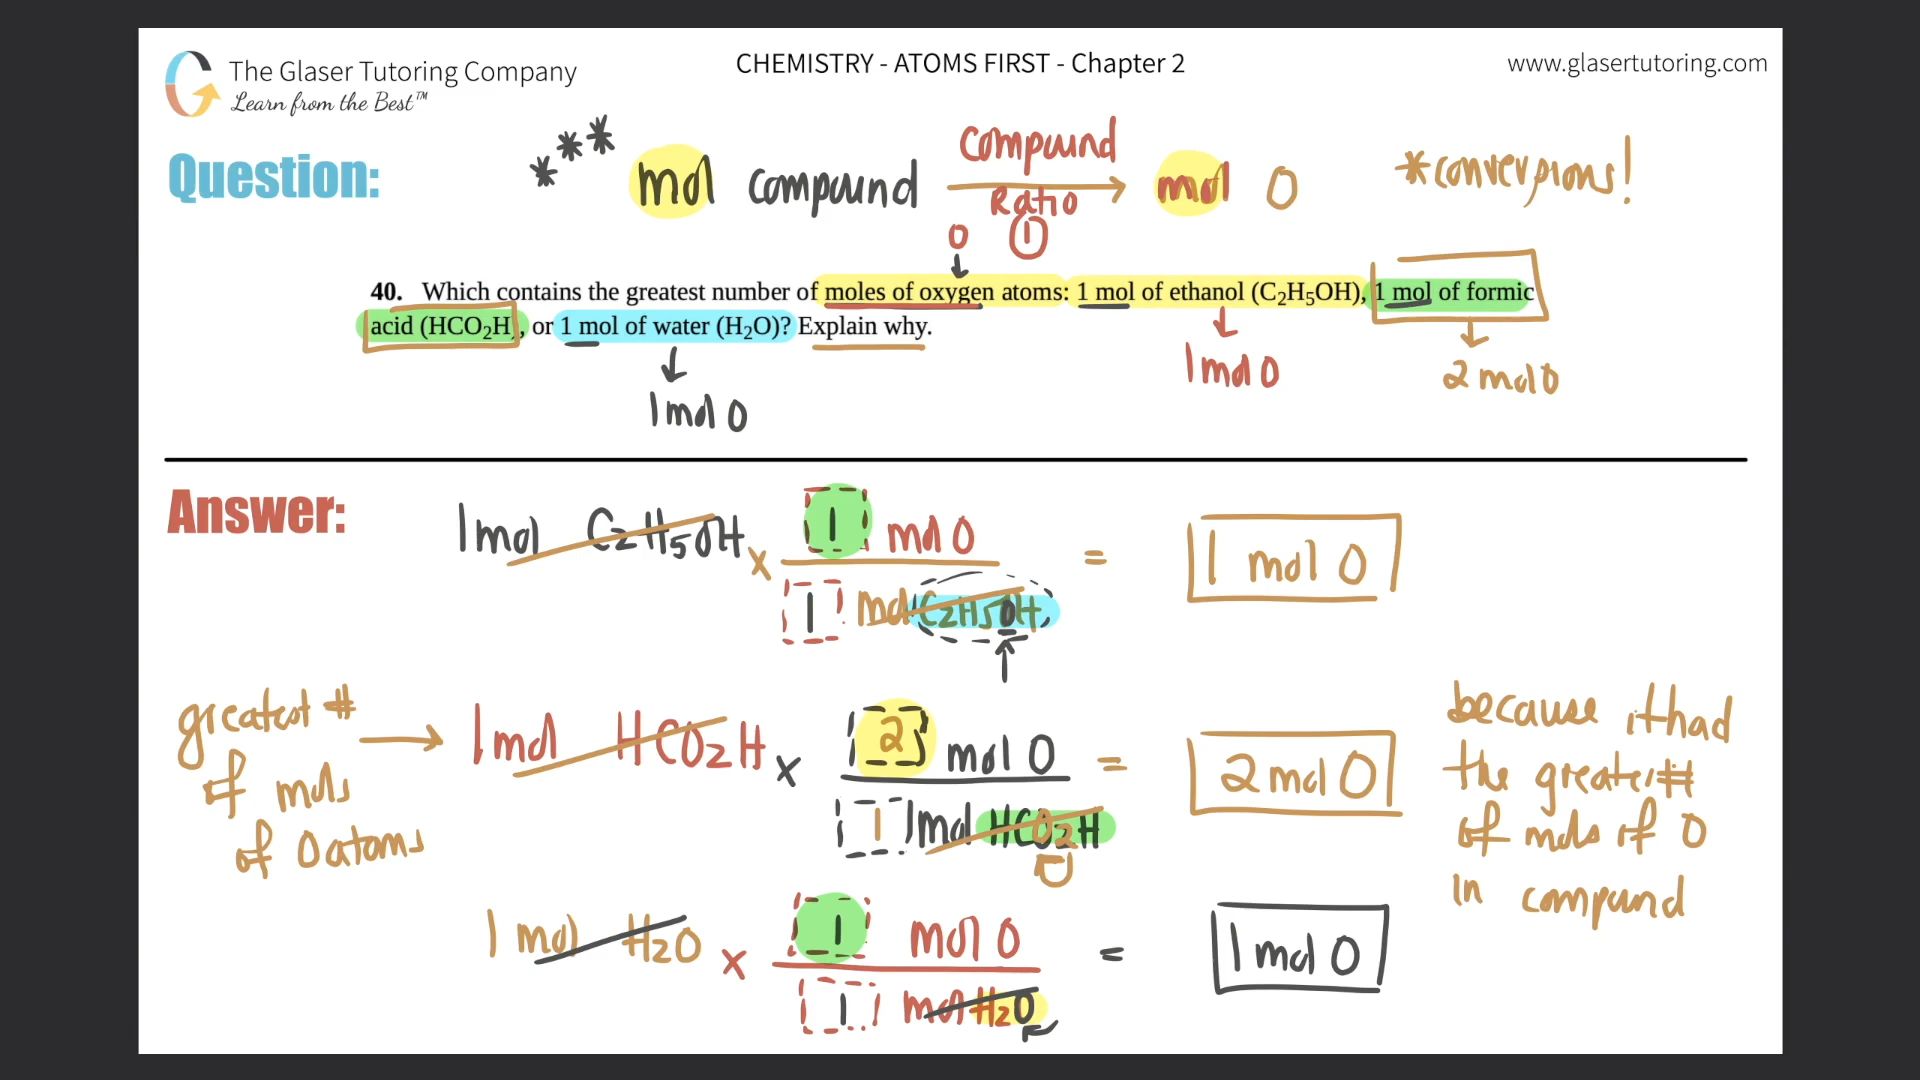 The Glaser Tutoring Company
Learn from the Best™
CHEMISTRY - ATOMS FIRST - Chapter 2
www.glasertutoring.com
Question:
*** mol compound
compound
Ratio
mol O
*conversions!
O
1
40. Which contains the greatest number of moles of oxygen atoms: 1 mol of ethanol (C₂H₅OH), 1 mol of formic
acid (HCO₂H), or 1 mol of water (H₂O)? Explain why.
1 mol O
1 mol O
2 mol O
Answer:
1 mol C₂H₅OH × 1 mol O = 1 mol O
1 mol C₂H₅OH
greatest #
of mols
of O atoms
1 mol HCO₂H × 2 mol O = 2 mol O
1 1 mol HCO₂H
because it had
the greater #
of mols of O
in compound
1 mol H₂O × 1 mol O = 1 mol O
1 mol H₂O